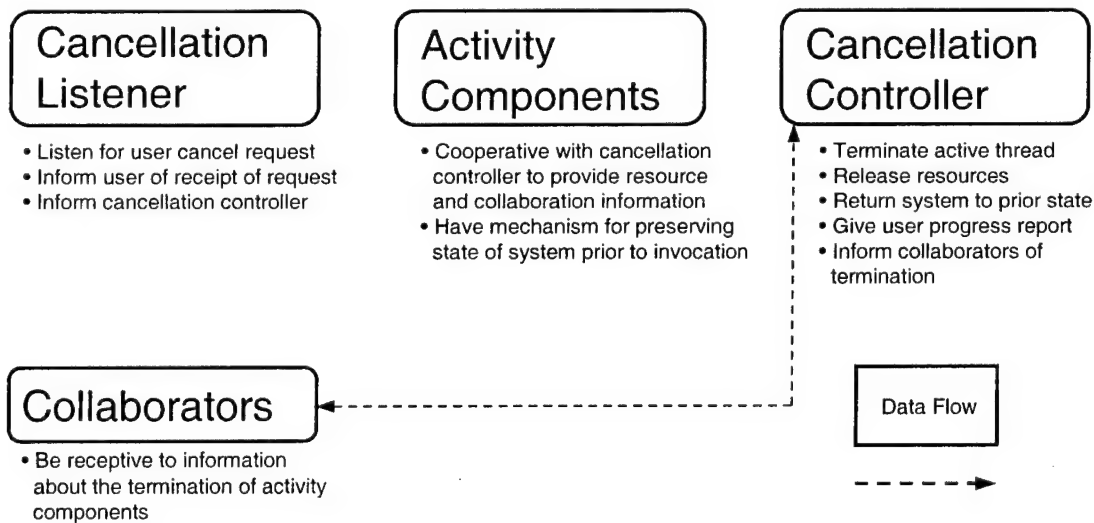 Cancellation
Listener
• Listen for user cancel request
• Inform user of receipt of request
• Inform cancellation controller
Activity
Components
• Cooperative with cancellation
controller to provide resource
and collaboration information
• Have mechanism for preserving
state of system prior to invocation
Cancellation
Controller
• Terminate active thread
• Release resources
• Return system to prior state
• Give user progress report
• Inform collaborators of
termination
Collaborators
• Be receptive to information
about the termination of activity
components
Data Flow